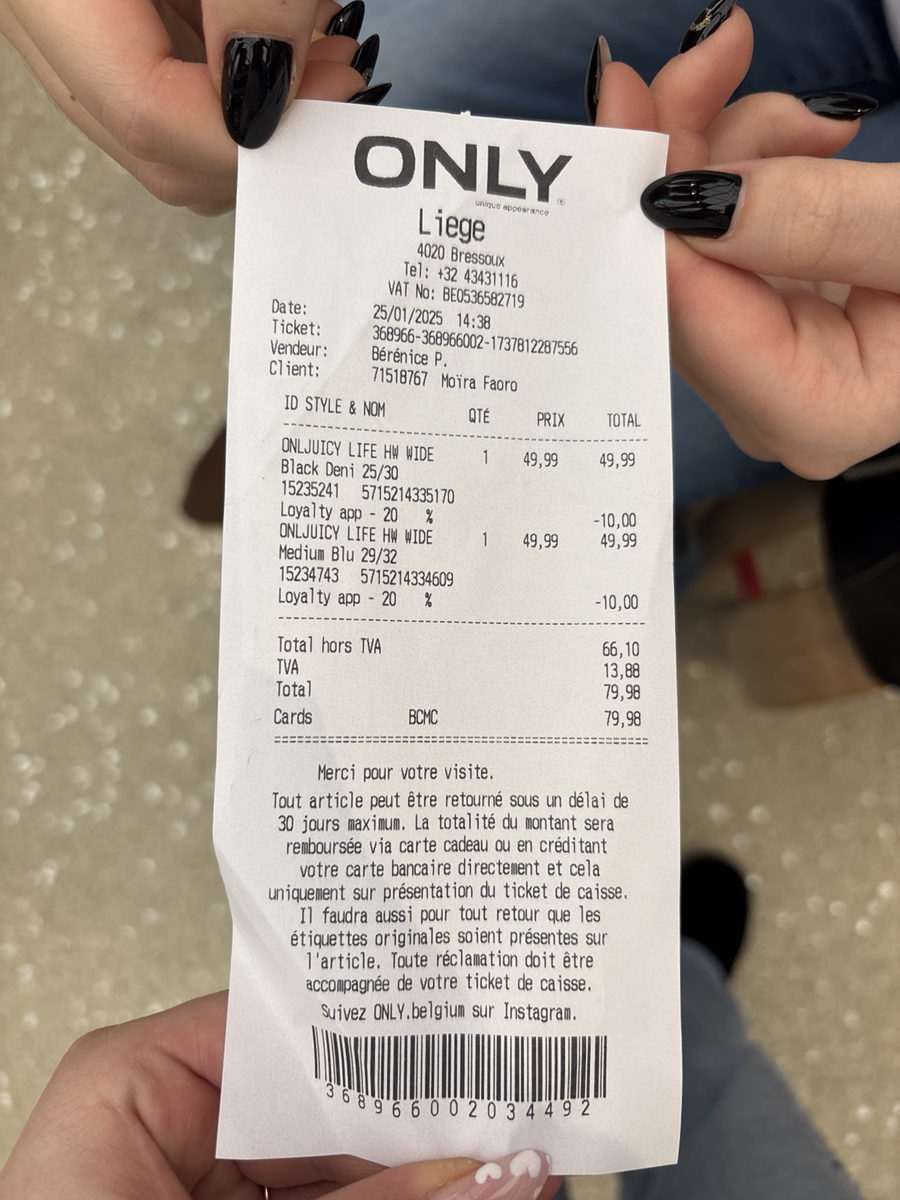 ONLY
unique appearance ®
Liege
4020 Bressoux
Tel: +32 43431116
VAT No: BE0536582719
Date: 25/01/2025 14:38
Ticket: 368966-368966002-1737812287556
Vendeur: Bérénice P.
Client: 71518767 Moïra Faoro
ID STYLE & NOM QTÉ PRIX TOTAL
ONLJUICY LIFE HW WIDE 1 49,99 49,99
Black Deni 25/30
15235241 5715214335170
Loyalty app - 20 % -10,00
ONLJUICY LIFE HW WIDE 1 49,99 49,99
Medium Blu 29/32
15234743 5715214334609
Loyalty app - 20 % -10,00
Total hors TVA 66,10
TVA 13,88
Total 79,98
Cards BCMC 79,98
Merci pour votre visite.
Tout article peut être retourné sous un délai de
30 jours maximum. La totalité du montant sera
remboursée via carte cadeau ou en créditant
votre carte bancaire directement et cela
uniquement sur présentation du ticket de caisse.
Il faudra aussi pour tout retour que les
étiquettes originales soient présentes sur
l'article. Toute réclamation doit être
accompagnée de votre ticket de caisse.
Suivez ONLY.belgium sur Instagram.
368966002034492